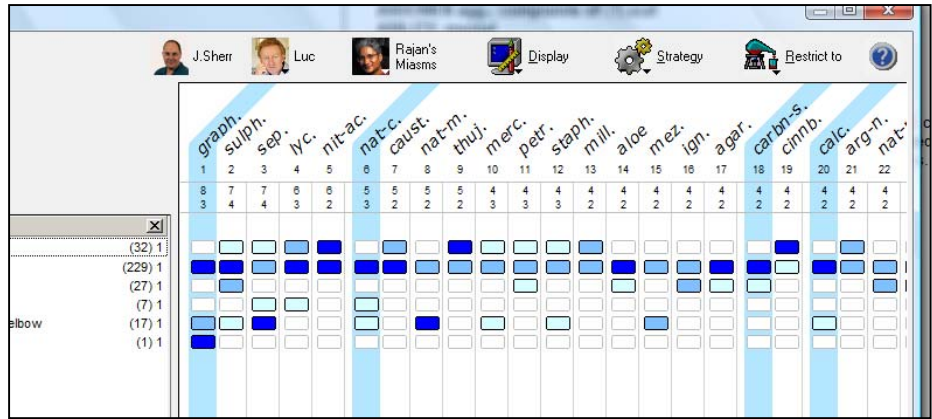 J.Sherr
Luc
Rajan's
Miasms
Display
Strategy
Restrict to
graph. sulph. sep. lyc. nit-ac. nat-c. caust. nat-m. thuj. merc. petr. staph. mill. aloe mez. ign. agar. carbn-s. cinnb. calc. arg-n. nat-
1 2 3 4 5 6 7 8 9 10 11 12 13 14 15 16 17 18 19 20 21 22
8 7 7 6 6 5 5 5 5 4 4 4 4 4 4 4 4 4 4 4 4 4
3 4 4 3 2 3 2 2 2 3 3 3 2 2 2 2 2 2 2 2 2 2
(32) 1
(229) 1
(27) 1
(7) 1
elbow (17) 1
(1) 1